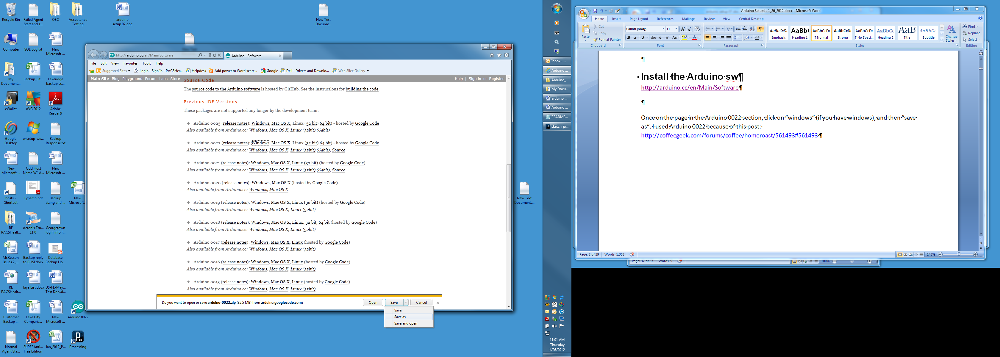 Recycle Bin
Failed Agent
Start and s...
OEC
Acceptance
Testing
arduino
setup 07.doc
New Text
Docume...
Computer
SQL Log.txt
New
Microsoft ...
My
Document...
Backup_Sit...
Lakeridge
backup sc...
eWallet
AVG 2012
Adobe
Reader 9
Google
Desktop
wlsetup-we...
Backup
Response.txt
New
Microsoft ...
Odd Host
Name WI-A...
New
Microsoft ...
hosts -
Shortcut
TypeItIn.pdf
Backup
sizing and ...
New
Microsoft...
RE
PACSHealt...
Acronis Tru...
11.0
Georgetown
login info f...
McKesson
Issues 2_...
Backup reply
to BHSI.docx
Database
Backup Ho...
RE
PACSHealt...
Jaya List.docx
US-FL-May...
Test Doc..d...
Customer
Backup ...
Lake City
Comparis...
New
Microsoft ...
Arduino 0022
Normal
Agent Sta...
SUPERAnti...
Free Edition
Jan_2012_P...
Processing
New Text
Document....
http://arduino.cc/en/Main/Software
Arduino - Software
File Edit View Favorites Tools Help
Suggested Sites Login - Sign In - PACSHea... Helpdesk Add power to Word searc... Google Dell - Drivers and Downlo... Web Slice Gallery
Main Site Blog Playground Forum Labs Store Help | Sign in or Register
Source Code
The source code to the Arduino software is hosted by GitHub. See the instructions for building the code.
Previous IDE Versions
These packages are not supported any longer by the development team:
Arduino 0023 (release notes): Windows, Mac OS X, Linux (32 bit) 64 bit) - hosted by Google Code
Also available from Arduino.cc: Windows, Mac OS X, Linux (32bit) (64bit)
Arduino 0022 (release notes): Windows, Mac OS X, Linux (32 bit) 64 bit) - hosted by Google Code
Also available from Arduino.cc: Windows, Mac OS X, Linux (32bit) (64bit), Source
Arduino 0021 (release notes): Windows, Mac OS X, Linux (32 bit) (hosted by Google Code)
Also available from Arduino.cc: Windows, Mac OS X, Linux (32bit) (64bit), Source
Arduino 0020 (release notes): Windows, Mac OS X (hosted by Google Code)
Also available from Arduino.cc: Windows, Mac OS X
Arduino 0019 (release notes): Windows, Mac OS X, Linux (32 bit) (hosted by Google Code)
Also available from Arduino.cc: Windows, Mac OS X, Linux (32bit)
Arduino 0018 (release notes): Windows, Mac OS X, Linux: 32 bit, 64 bit (hosted by Google Code)
Also available from Arduino.cc: Windows, Mac OS X, Linux (32bit)
Arduino 0017 (release notes): Windows, Mac OS X, Linux (hosted by Google Code)
Also available from Arduino.cc: Windows, Mac OS X, Linux (32bit)
Arduino 0016 (release notes): Windows, Mac OS X, Linux (hosted by Google Code)
Also available from Arduino.cc: Windows, Mac OS X, Linux (32bit)
Arduino 0015 (release notes): Windows, Mac OS X, Linux (hosted by Google Code)
Also available from Arduino.cc: Windows, Mac OS X, Linux (32bit)
Do you want to open or save arduino-0022.zip (85.5 MB) from arduino.googlecode.com?
Open Save Cancel
Save
Save as
Save and open
Inbox - ...
Arduino ...
Arduino_...
My Docu...
arduino ...
Arduino ...
README...
sketch_ja...
11:01 AM
Thursday
1/26/2012
Arduino SetupLL 1_26_2012.docx - Microsoft Word
Home Insert Page Layout References Mailings Review View Central Desktop
Paste
Cut
Copy
Format Painter
Clipboard
Calibri (Body) 11
Font
Paragraph
AaBbCcDc AaBb( AaBbCcDc AaBbCcDc AaBbCcDc AaBbCc AaB AaBbCc.
Emphasis Heading 1 ¶ Normal Strong ¶ No Spaci... Heading 2 Title Subtitle
Change
Styles
Styles
Find
Replace
Select
Editing
¶
Install·the·Arduino·sw¶
http://arduino.cc/en/Main/Software¶
¶
Once·on·the·page·in·the·Arduino·0022·section,·click·on·“windows”·(if·you·have·windows),·and·then·“save·
as”.·I·used·Arduino·0022·because·of·this·post:·
http://coffeegeek.com/forums/coffee/homeroast/561493#561493·¶
Page: 2 of 39 Words: 1,358 148%
Page: 37 of 37 Words: 9 100%